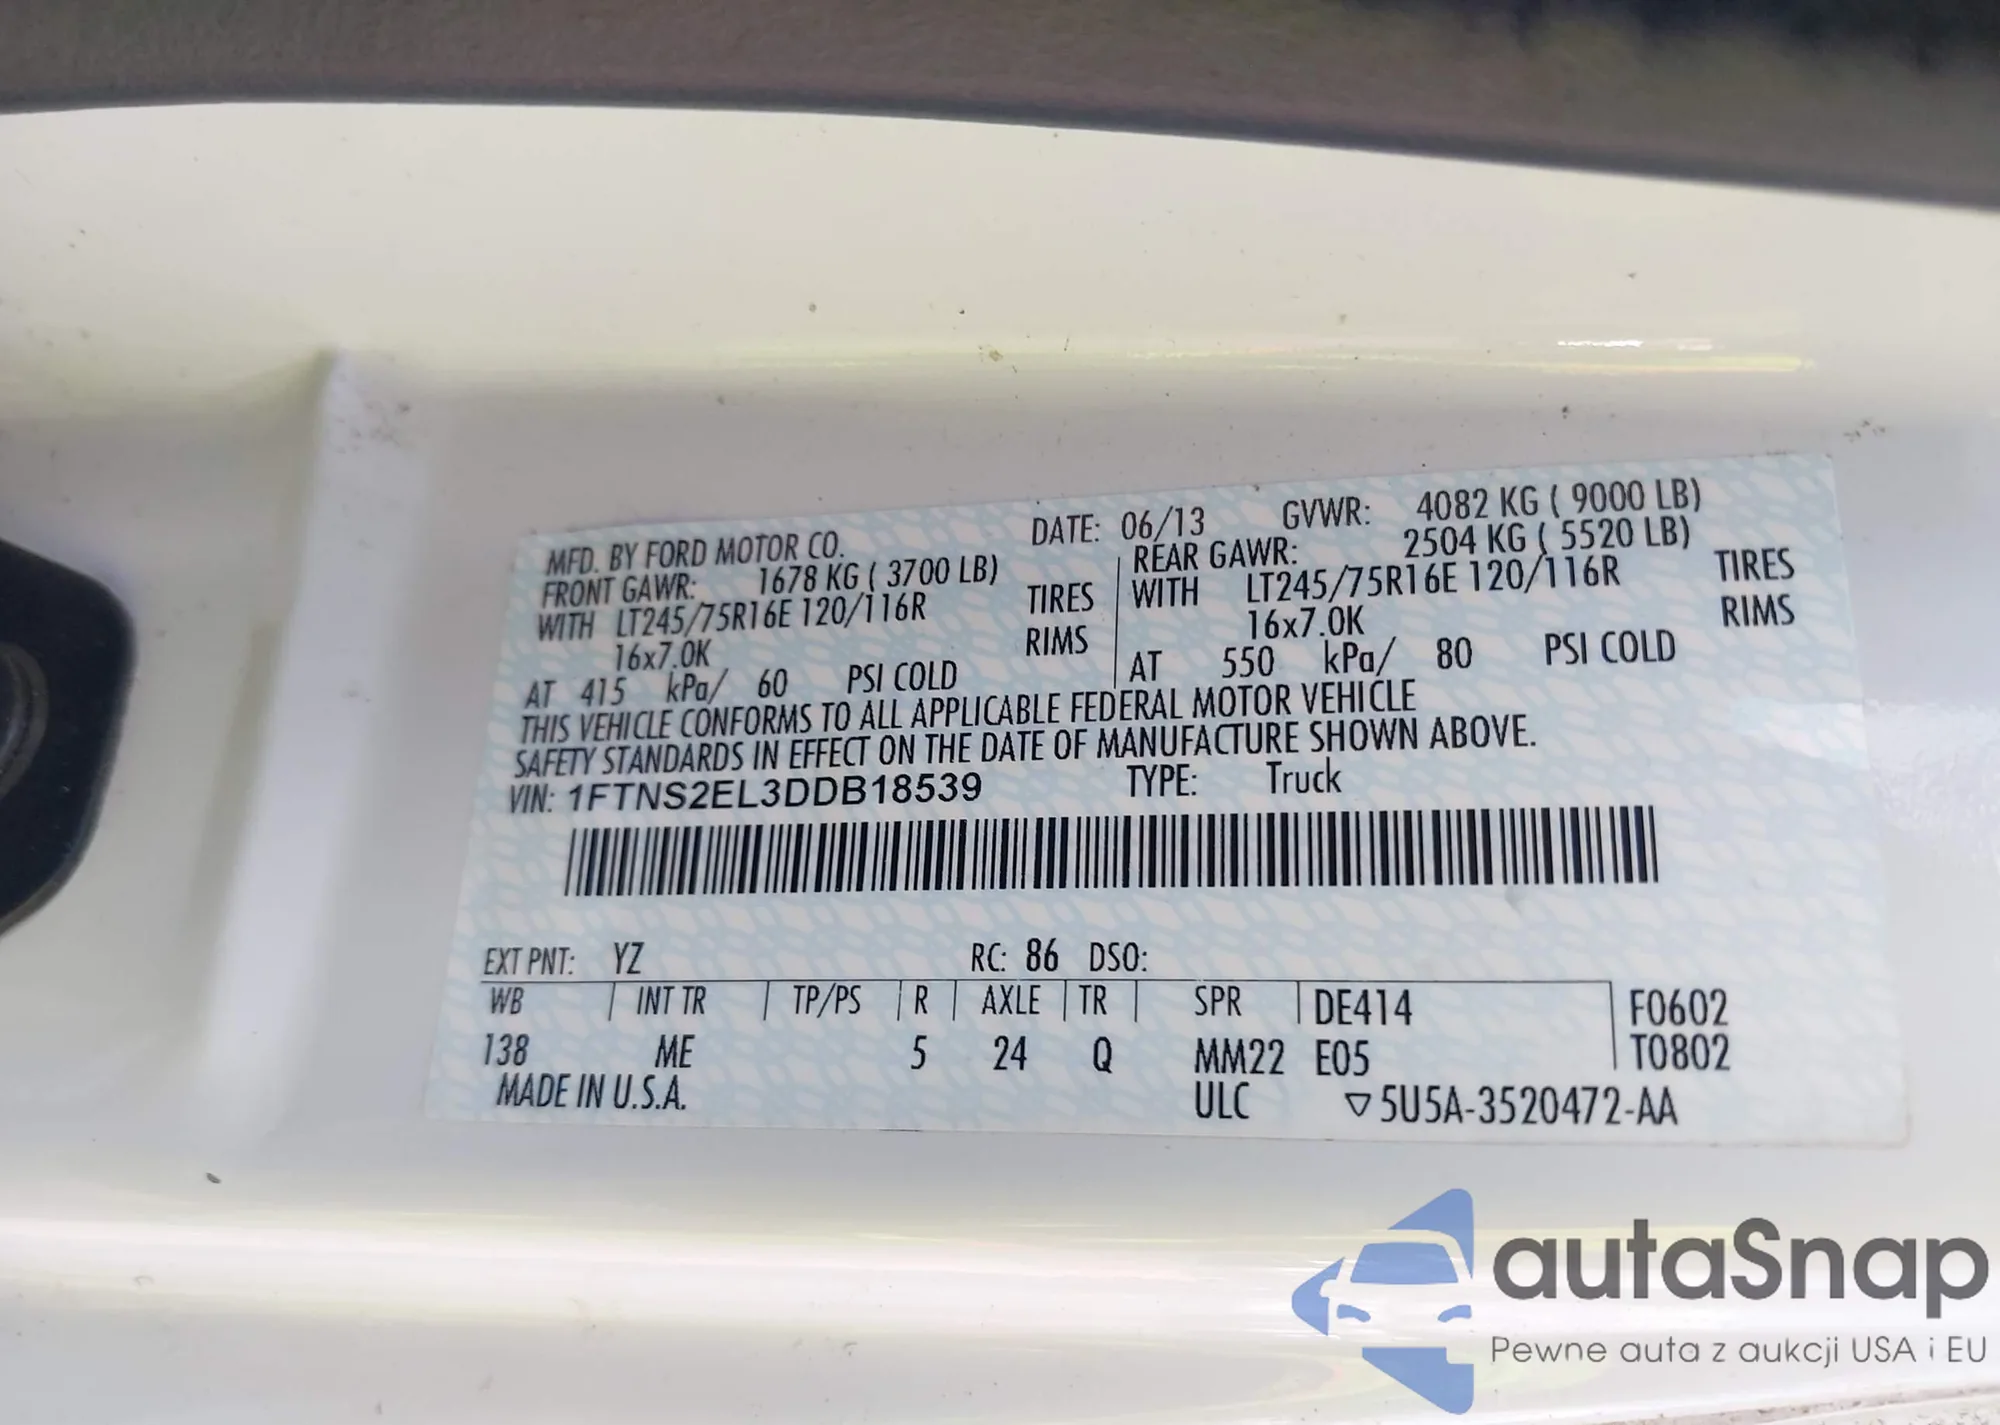 MFD. BY FORD MOTOR CO. DATE: 06/13 GVWR: 4082 KG ( 9000 LB)
FRONT GAWR: 1678 KG ( 3700 LB) REAR GAWR: 2504 KG ( 5520 LB)
WITH LT245/75R16E 120/116R TIRES WITH LT245/75R16E 120/116R TIRES
16x7.0K RIMS 16x7.0K RIMS
AT 415 kPa/ 60 PSI COLD AT 550 kPa/ 80 PSI COLD
THIS VEHICLE CONFORMS TO ALL APPLICABLE FEDERAL MOTOR VEHICLE
SAFETY STANDARDS IN EFFECT ON THE DATE OF MANUFACTURE SHOWN ABOVE.
VIN: 1FTNS2EL3DDB18539 TYPE: Truck
EXT PNT: YZ RC: 86 DSO:
WB INT TR TP/PS R AXLE TR SPR DE414 F0602
138 ME 5 24 Q MM22 E05 T0802
MADE IN U.S.A. ULC ▽5U5A-3520472-AA
autaSnap
Pewne auta z aukcji USA i EU